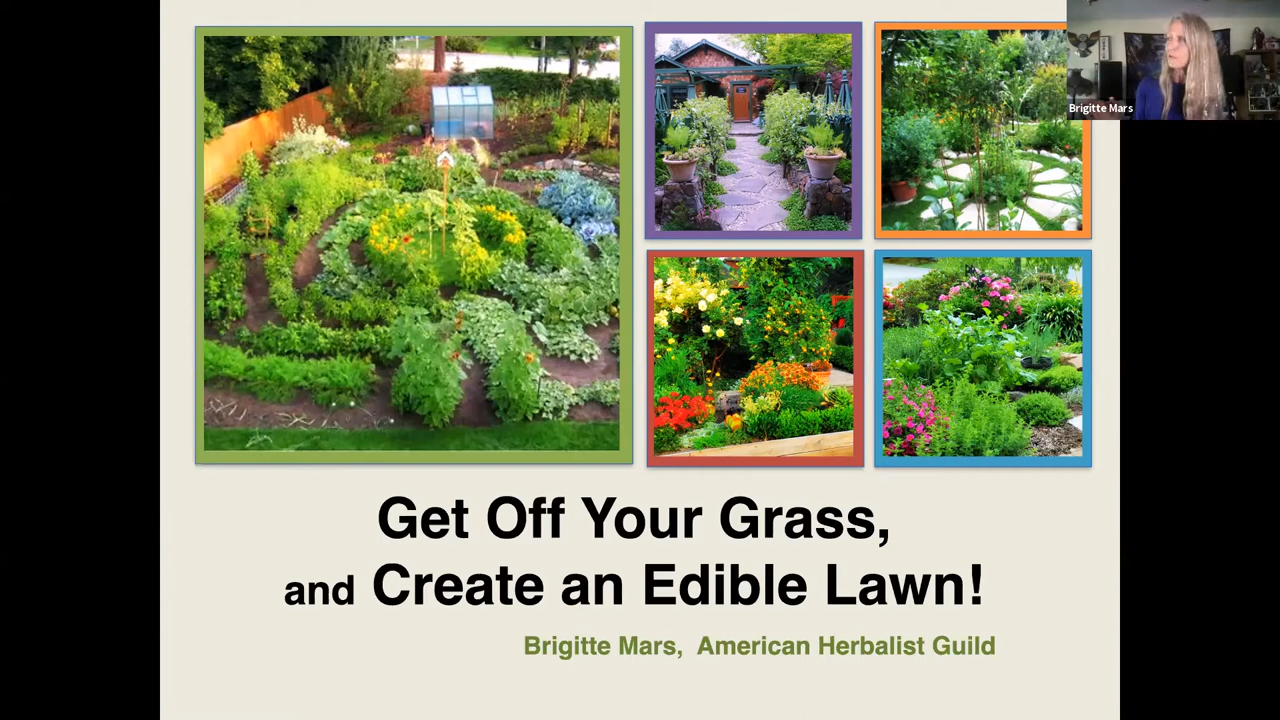 Brigitte Mars
Get Off Your Grass,
and Create an Edible Lawn!
Brigitte Mars, American Herbalist Guild